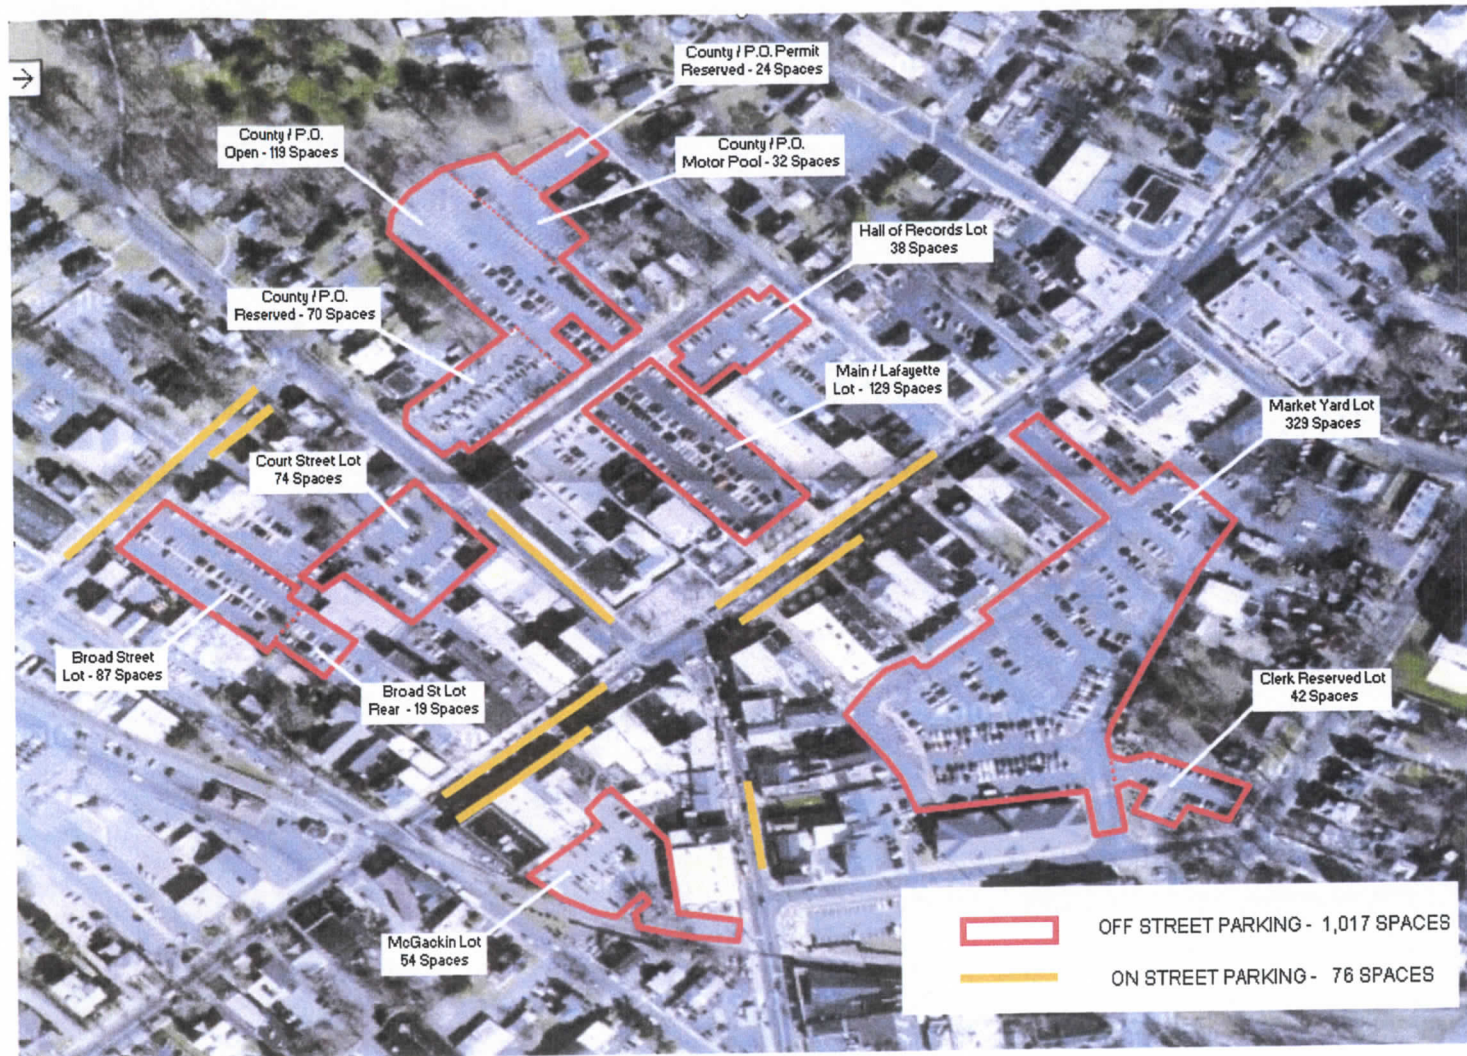 County / P.O. Permit
Reserved - 24 Spaces
County / P.O.
Open - 119 Spaces
County / P.O.
Motor Pool - 32 Spaces
Hall of Records Lot
38 Spaces
County / P.O.
Reserved - 70 Spaces
Main / Lafayette
Lot - 129 Spaces
Market Yard Lot
329 Spaces
Court Street Lot
74 Spaces
Broad Street
Lot - 87 Spaces
Broad St Lot
Rear - 19 Spaces
Clerk Reserved Lot
42 Spaces
McGackin Lot
54 Spaces
OFF STREET PARKING - 1,017 SPACES
ON STREET PARKING - 76 SPACES